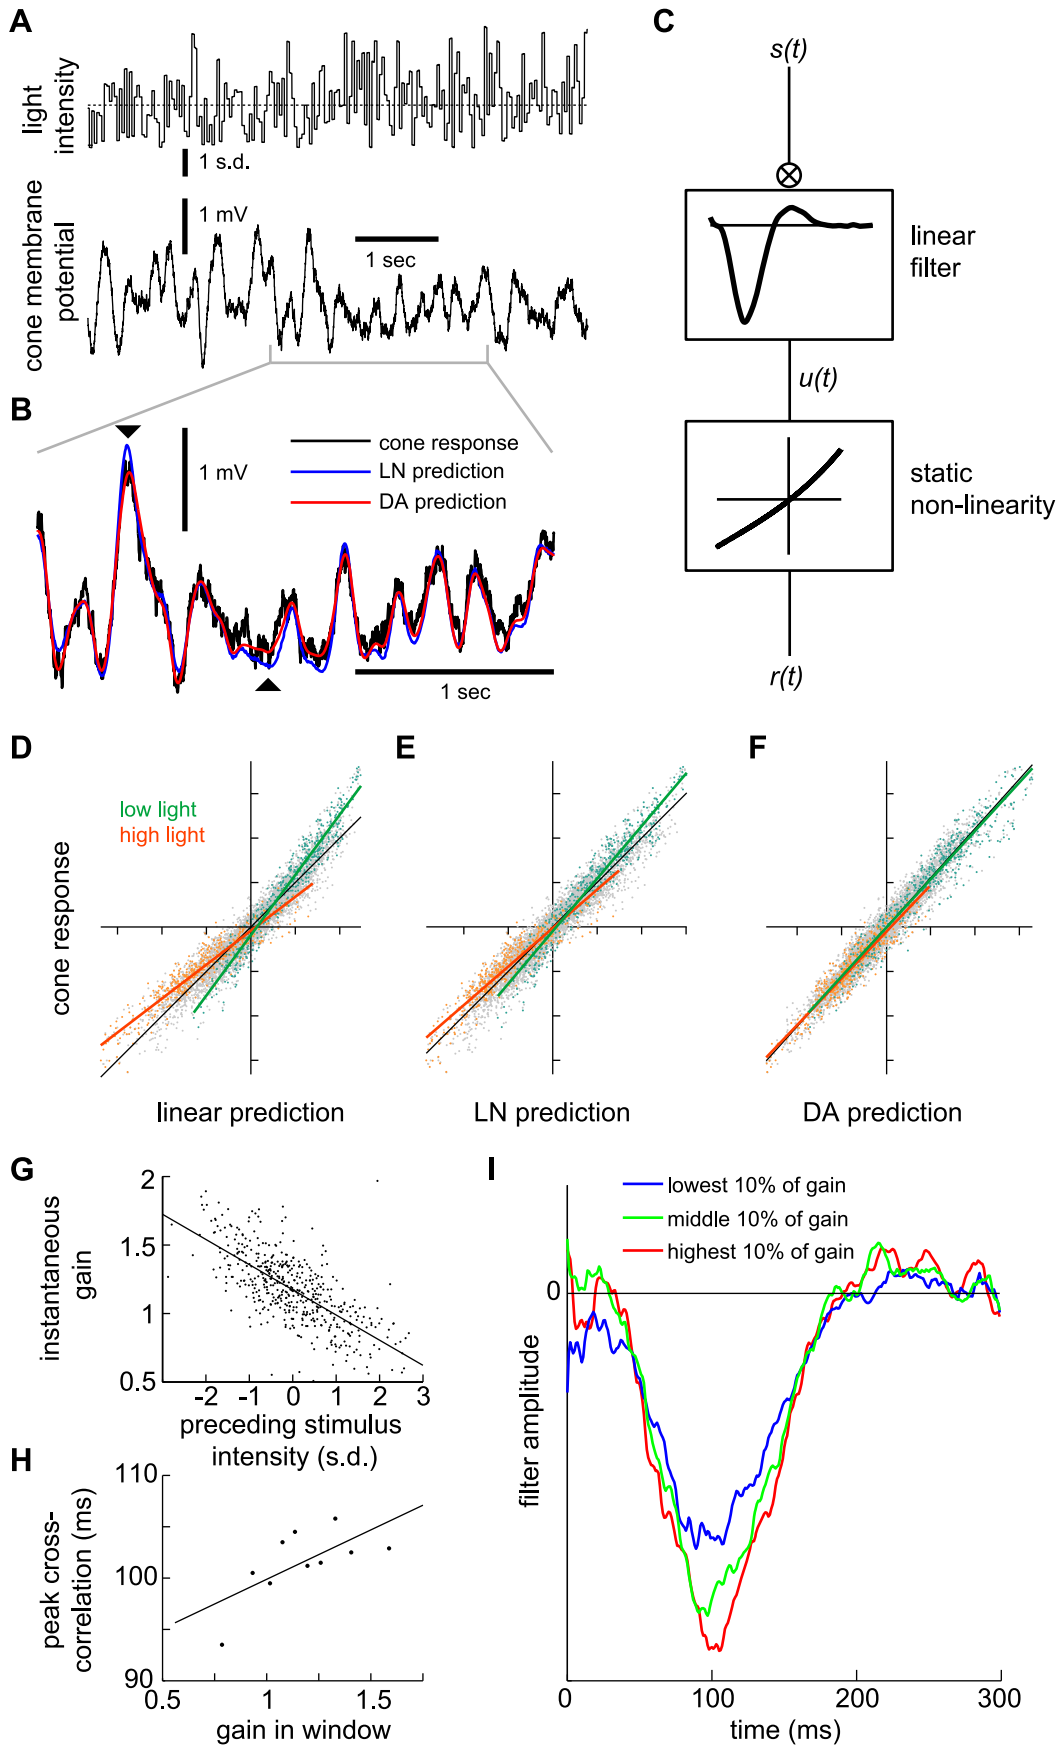 A
light
intensity
1 s.d.
cone membrane
potential
1 mV
1 sec
B
1 mV
cone response
LN prediction
DA prediction
1 sec
C
s(t)
linear
filter
u(t)
static
non-linearity
r(t)
D
low light
high light
cone response
linear prediction
E
LN prediction
F
DA prediction
G
instantaneous
gain
2
1.5
1
0.5
-2 -1 0 1 2 3
preceding stimulus
intensity (s.d.)
H
peak cross-
correlation (ms)
110
100
90
0.5 1 1.5
gain in window
I
lowest 10% of gain
middle 10% of gain
highest 10% of gain
0
filter amplitude
0 100 200 300
time (ms)